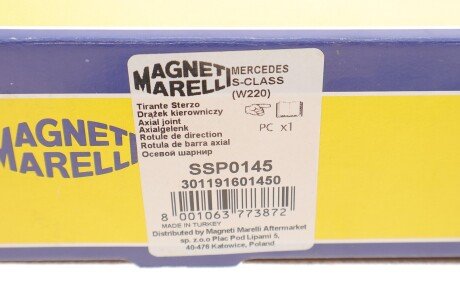 MAGNETI
MARELLI
MAGNETI
MARELLI
MERCEDES
S-CLASS
(W220)
Tirante Sterzo
Drążek kierowniczy
Axial joint
Axialgelenk
Rotule de direction
Rotula de barra axial
Осевой шарнир
PC x1
SSP0145
301191601450
8 001063 773872
MADE IN TURKEY
Distributed by Magneti Marelli Aftermarket
sp. z.o.o Plac Pod Lipami 5,
40-476 Katowice, Poland